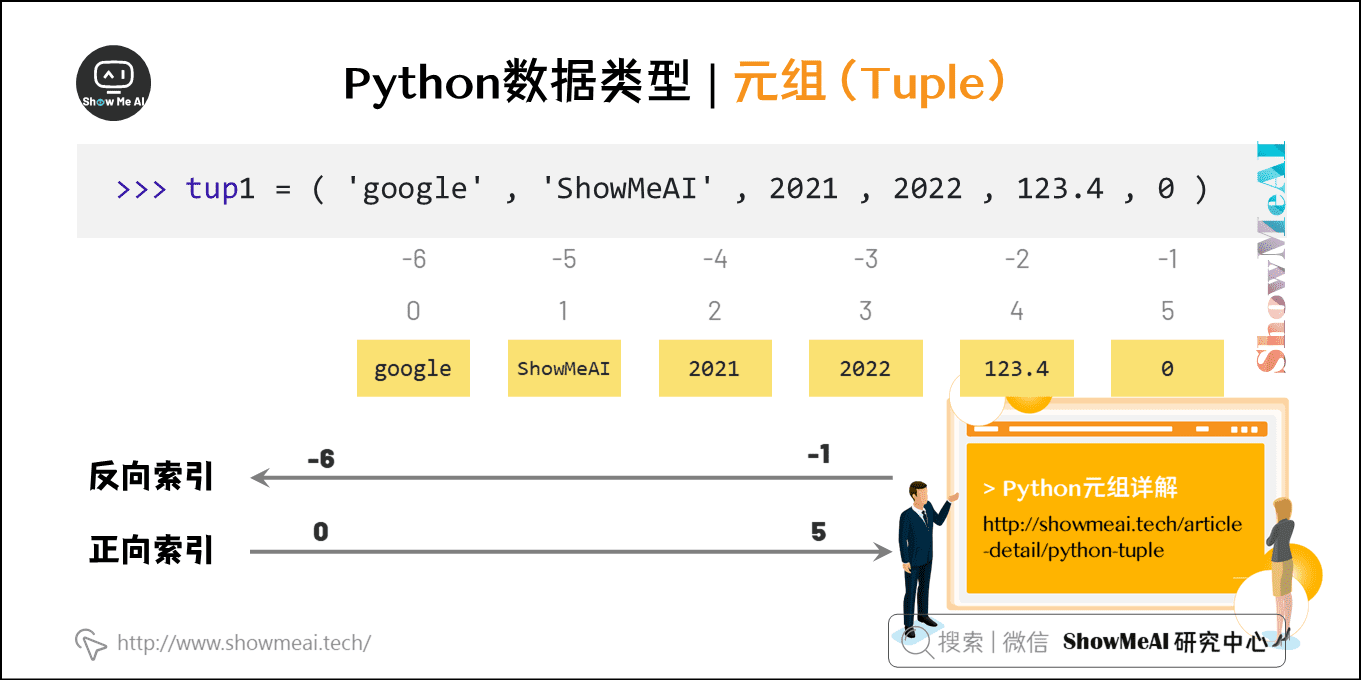 Show Me AI
Python数据类型 | 元组（Tuple）
>>> tup1 = ( 'google' , 'ShowMeAI' , 2021 , 2022 , 123.4 , 0 )
ShowMeAI
-6 -5 -4 -3 -2 -1
0 1 2 3 4 5
google ShowMeAI 2021 2022 123.4 0
反向索引 -6 -1
正向索引 0 5
> Python元组详解
http://showmeai.tech/article
-detail/python-tuple
http://www.showmeai.tech/
搜索 | 微信 ShowMeAI 研究中心